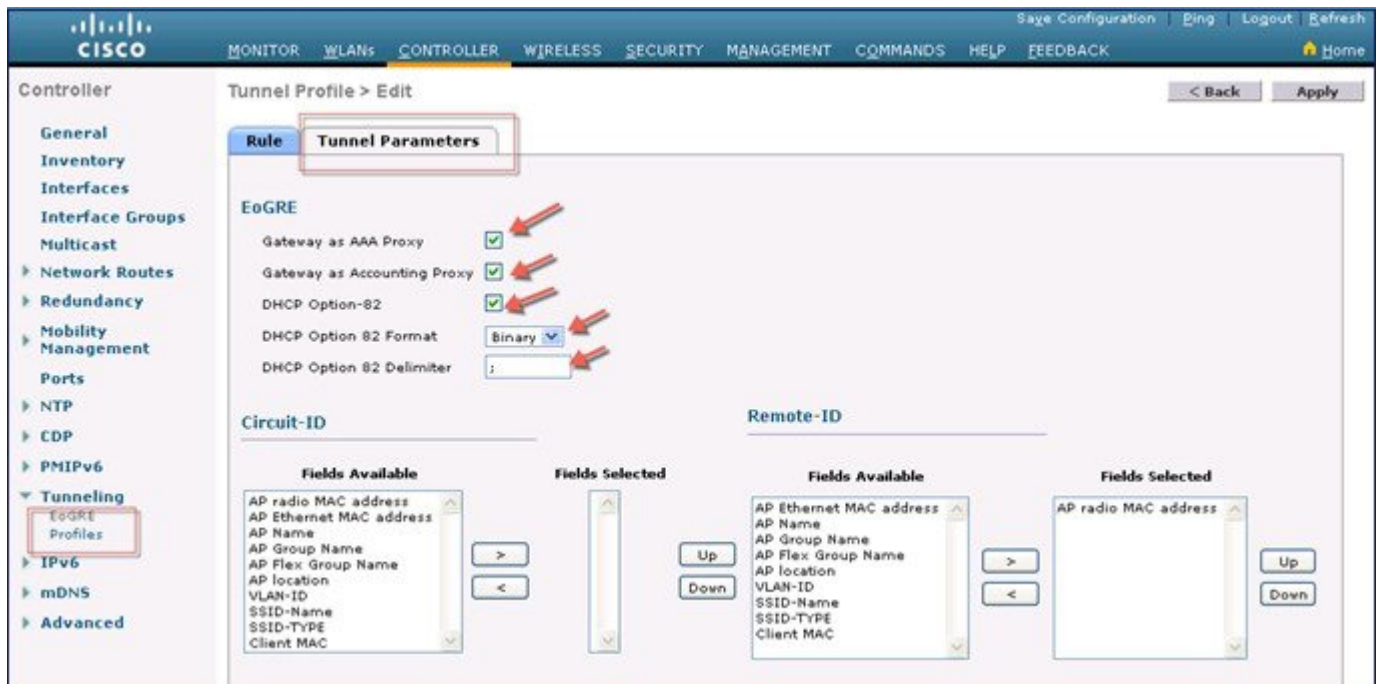 Save Configuration | Ping | Logout | Refresh
CISCO
MONITOR WLANs CONTROLLER WIRELESS SECURITY MANAGEMENT COMMANDS HELP FEEDBACK
Home
Controller
General
Inventory
Interfaces
Interface Groups
Multicast
Network Routes
Redundancy
Mobility
Management
Ports
NTP
CDP
PMIPv6
Tunneling
EoGRE
Profiles
IPv6
mDNS
Advanced
Tunnel Profile > Edit
< Back
Apply
Rule
Tunnel Parameters
EoGRE
Gateway as AAA Proxy
Gateway as Accounting Proxy
DHCP Option-82
DHCP Option 82 Format
Binary
DHCP Option 82 Delimiter
;
Circuit-ID
Fields Available
AP radio MAC address
AP Ethernet MAC address
AP Name
AP Group Name
AP Flex Group Name
AP location
VLAN-ID
SSID-Name
SSID-TYPE
Client MAC
>
<
Fields Selected
Up
Down
Remote-ID
Fields Available
AP Ethernet MAC address
AP Name
AP Group Name
AP Flex Group Name
AP location
VLAN-ID
SSID-Name
SSID-TYPE
Client MAC
>
<
Fields Selected
AP radio MAC address
Up
Down